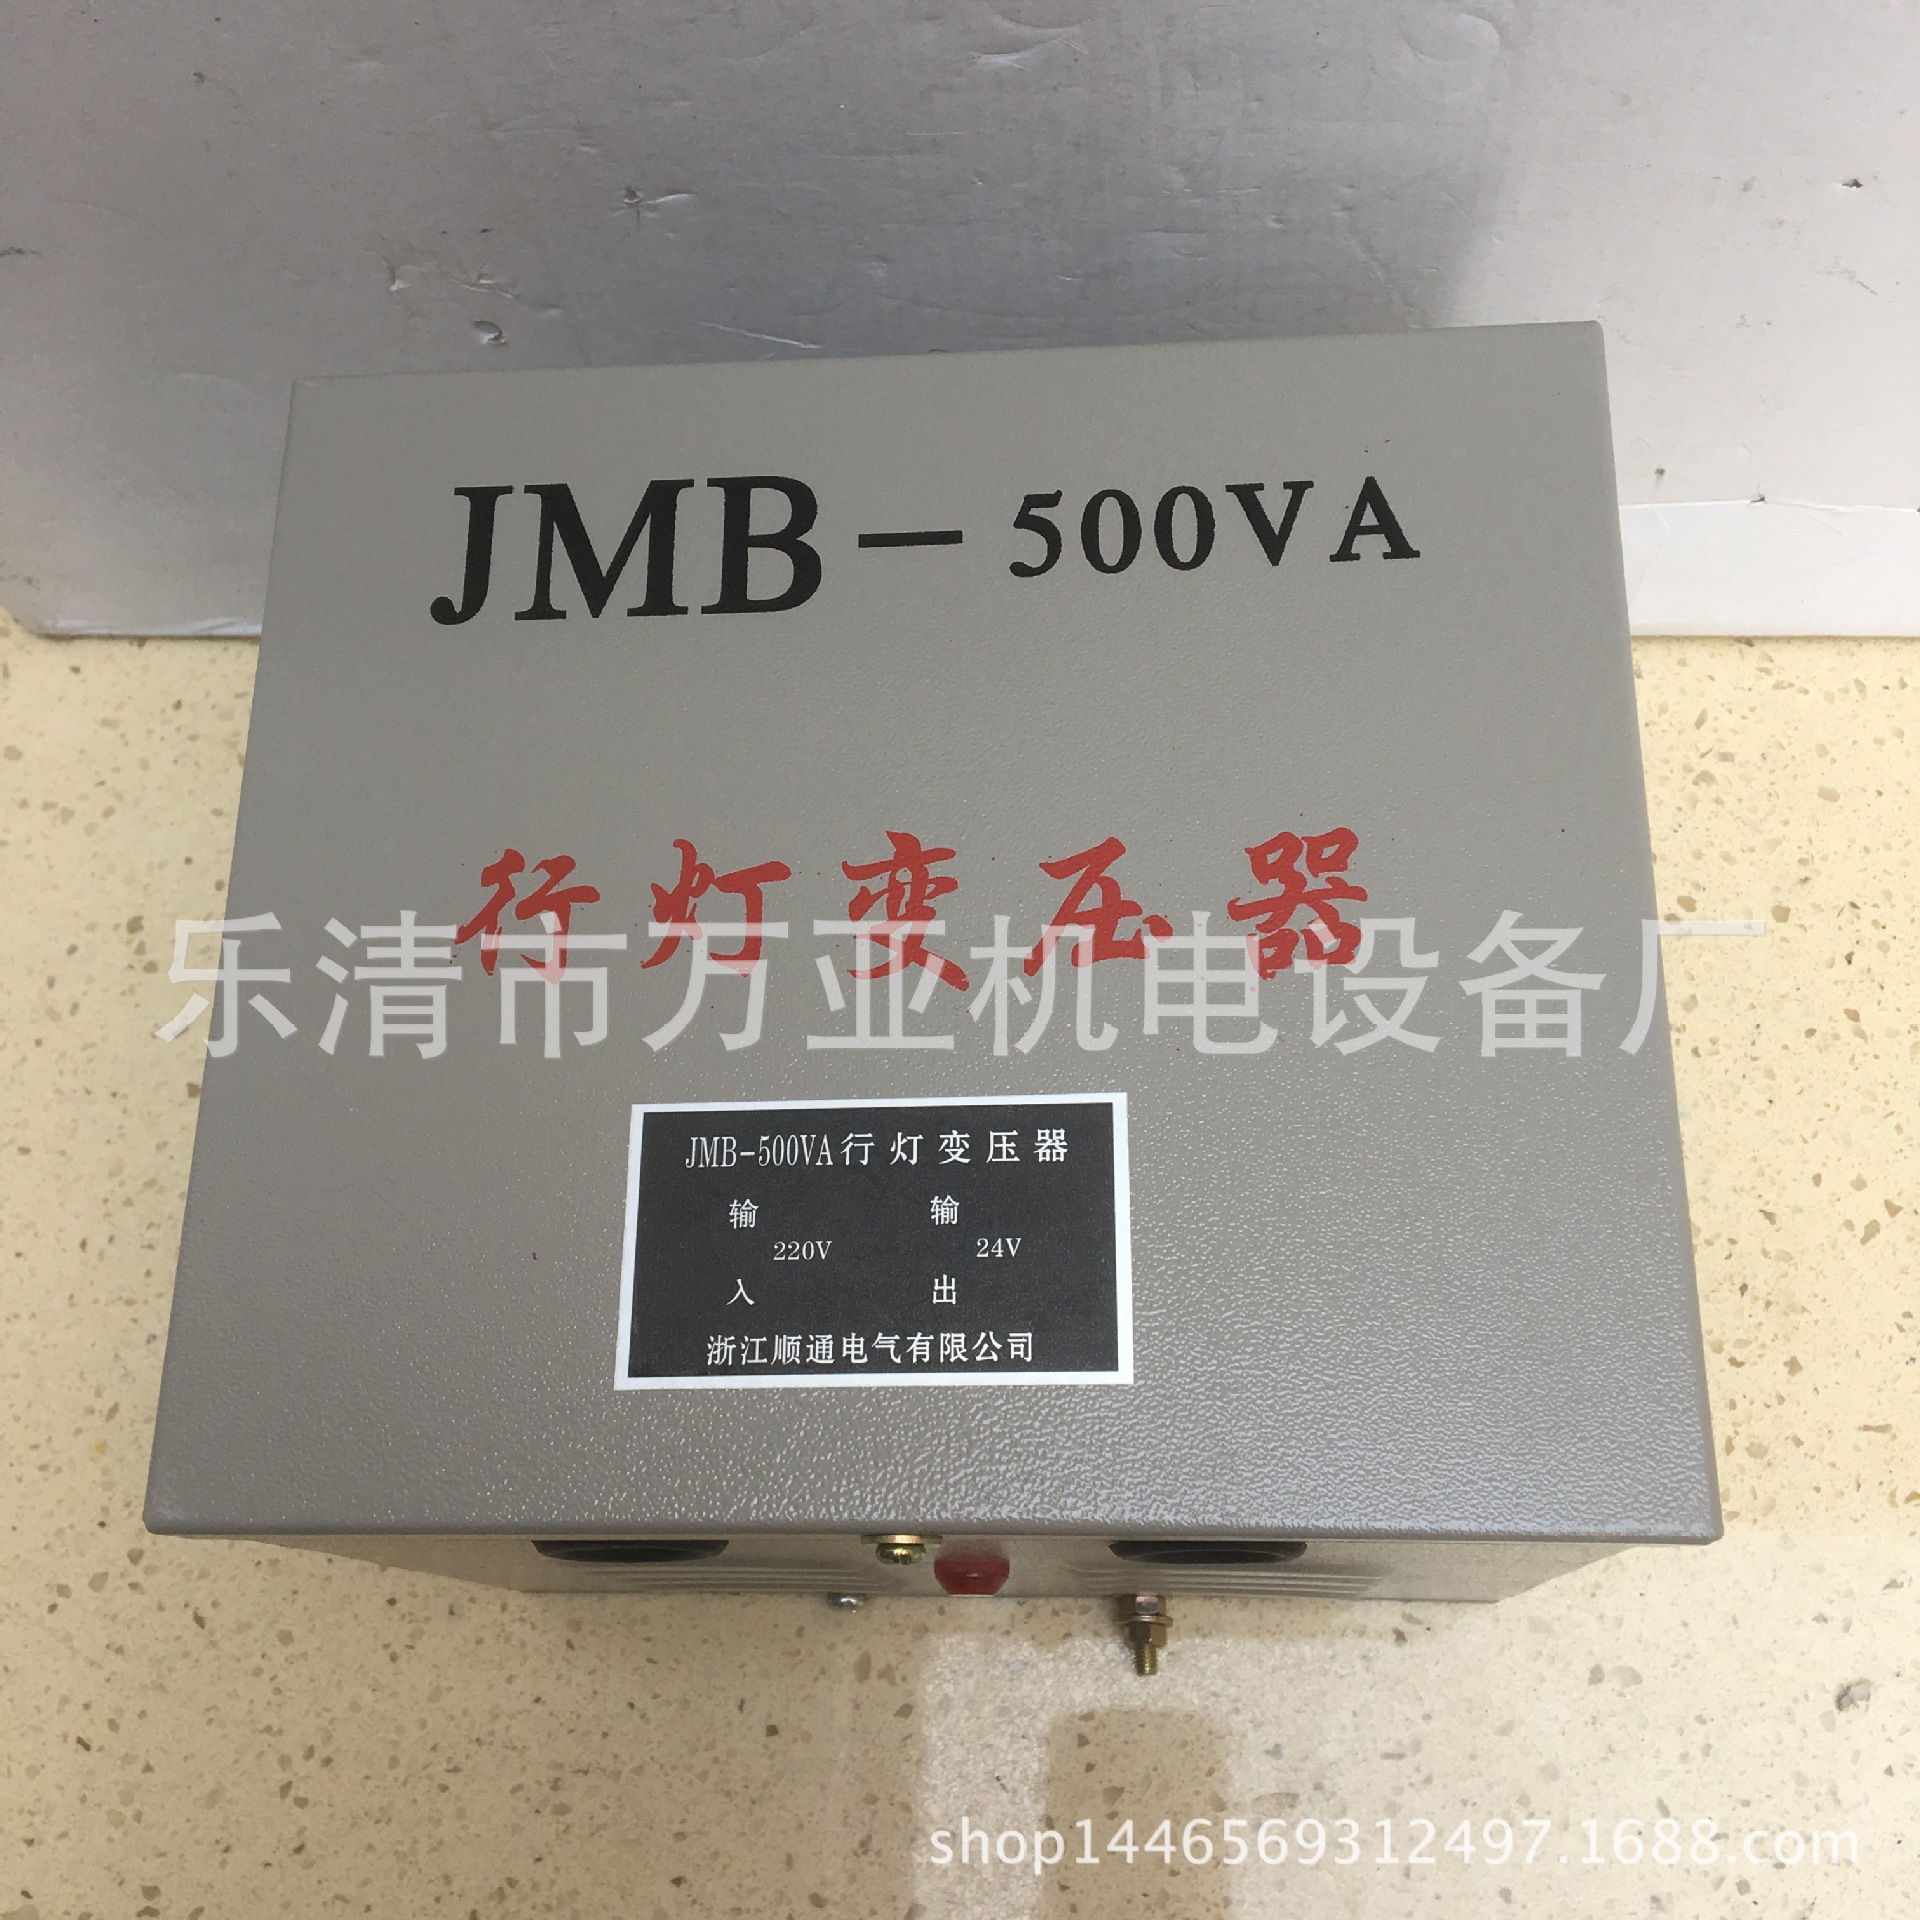 JMB-500VA
行灯变压器
乐清市万亚机电设备厂
JMB-500VA行灯变压器
输 输
220V 24V
入 出
浙江顺通电气有限公司
shop1446569312497.1688.com